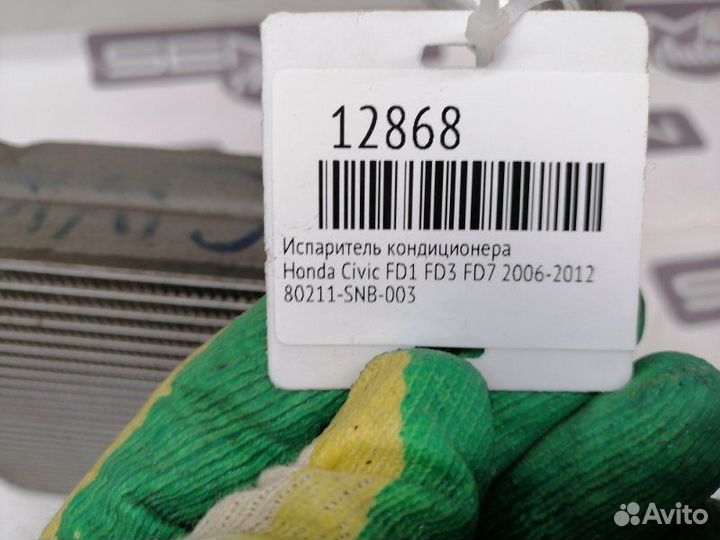 12868
Испаритель кондиционера
Honda Civic FD1 FD3 FD7 2006-2012
80211-SNB-003
Avito